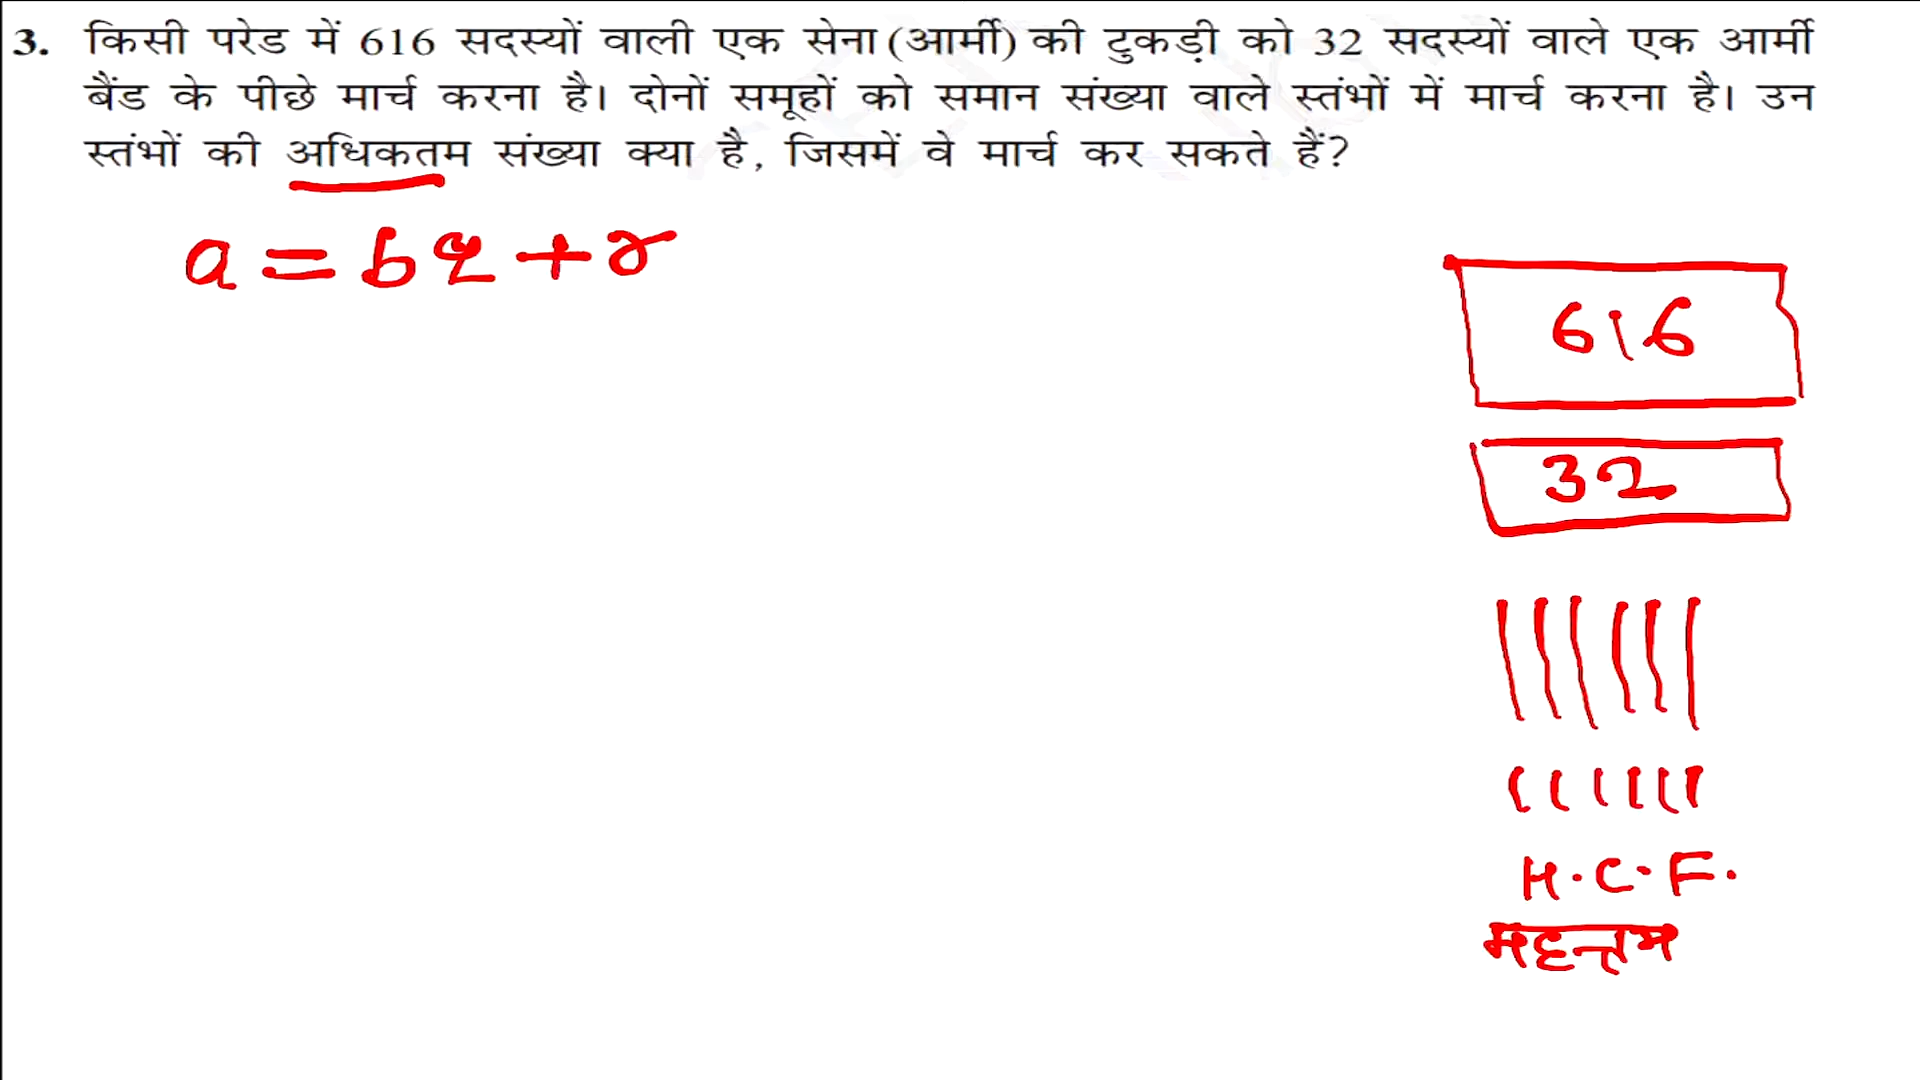 3. किसी परेड में 616 सदस्यों वाली एक सेना (आर्मी) की टुकड़ी को 32 सदस्यों वाले एक आर्मी
बैंड के पीछे मार्च करना है। दोनों समूहों को समान संख्या वाले स्तंभों में मार्च करना है। उन
स्तंभों की अधिकतम संख्या क्या है, जिसमें वे मार्च कर सकते हैं?
a = bq + r
616
32
H.C.F.
महत्तम